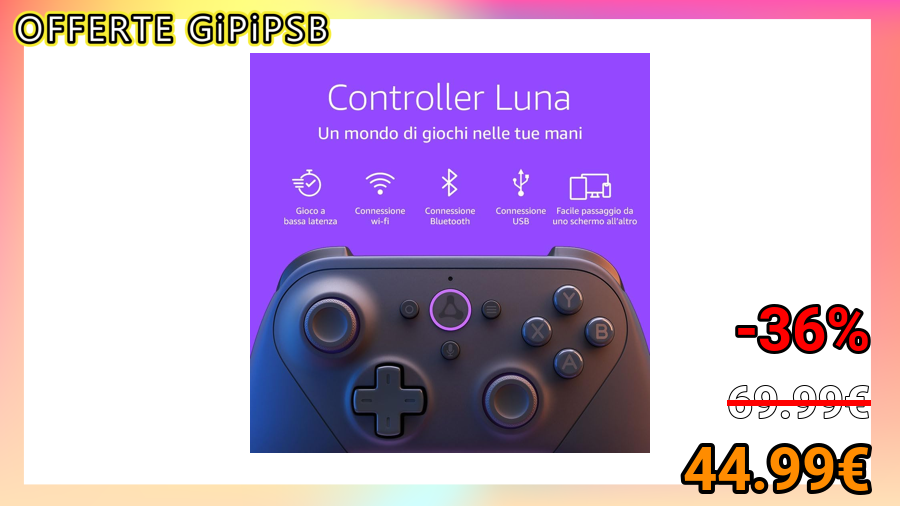 OFFERTE GiPiPSB
Controller Luna
Un mondo di giochi nelle tue mani
Gioco a
bassa latenza
Connessione
wi-fi
Connessione
Bluetooth
Connessione
USB
Facile passaggio da
uno schermo all'altro
Y
X
B
A
-36%
69.99€
44.99€